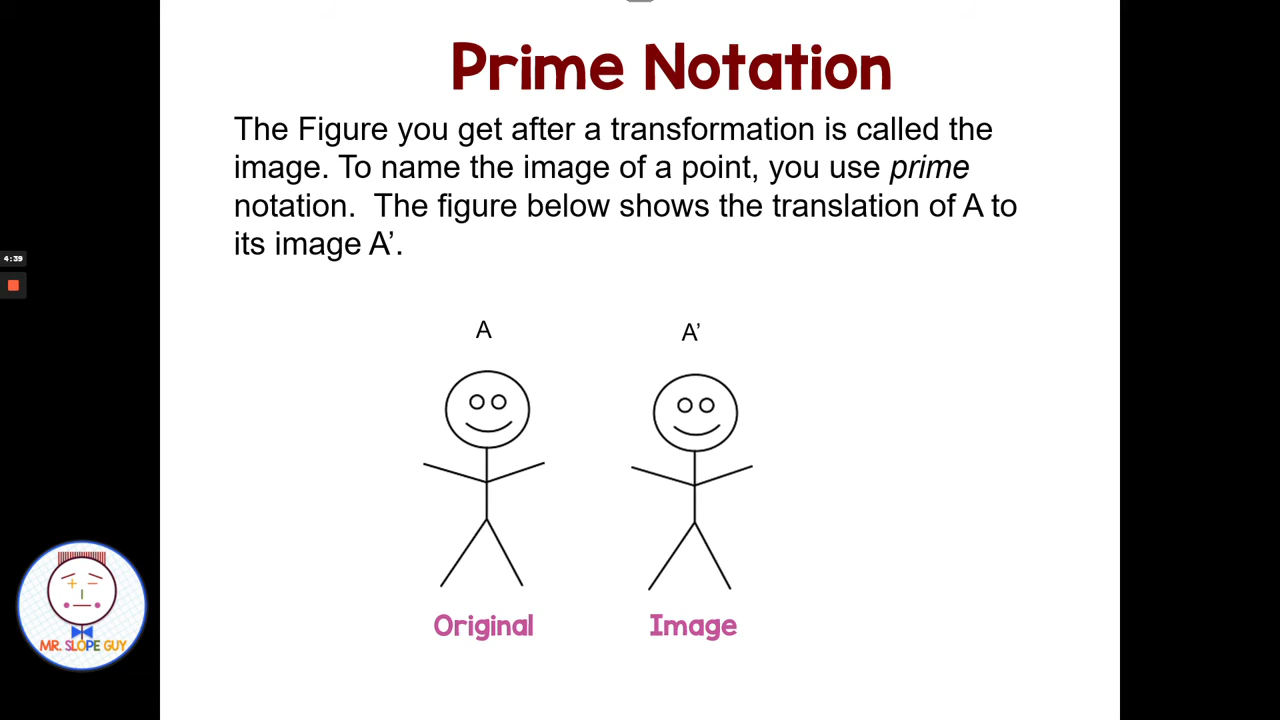 Prime Notation
The Figure you get after a transformation is called the
image. To name the image of a point, you use prime
notation.  The figure below shows the translation of A to
its image A’.
4:39
A
A’
Original
Image
MR. SLOPE GUY